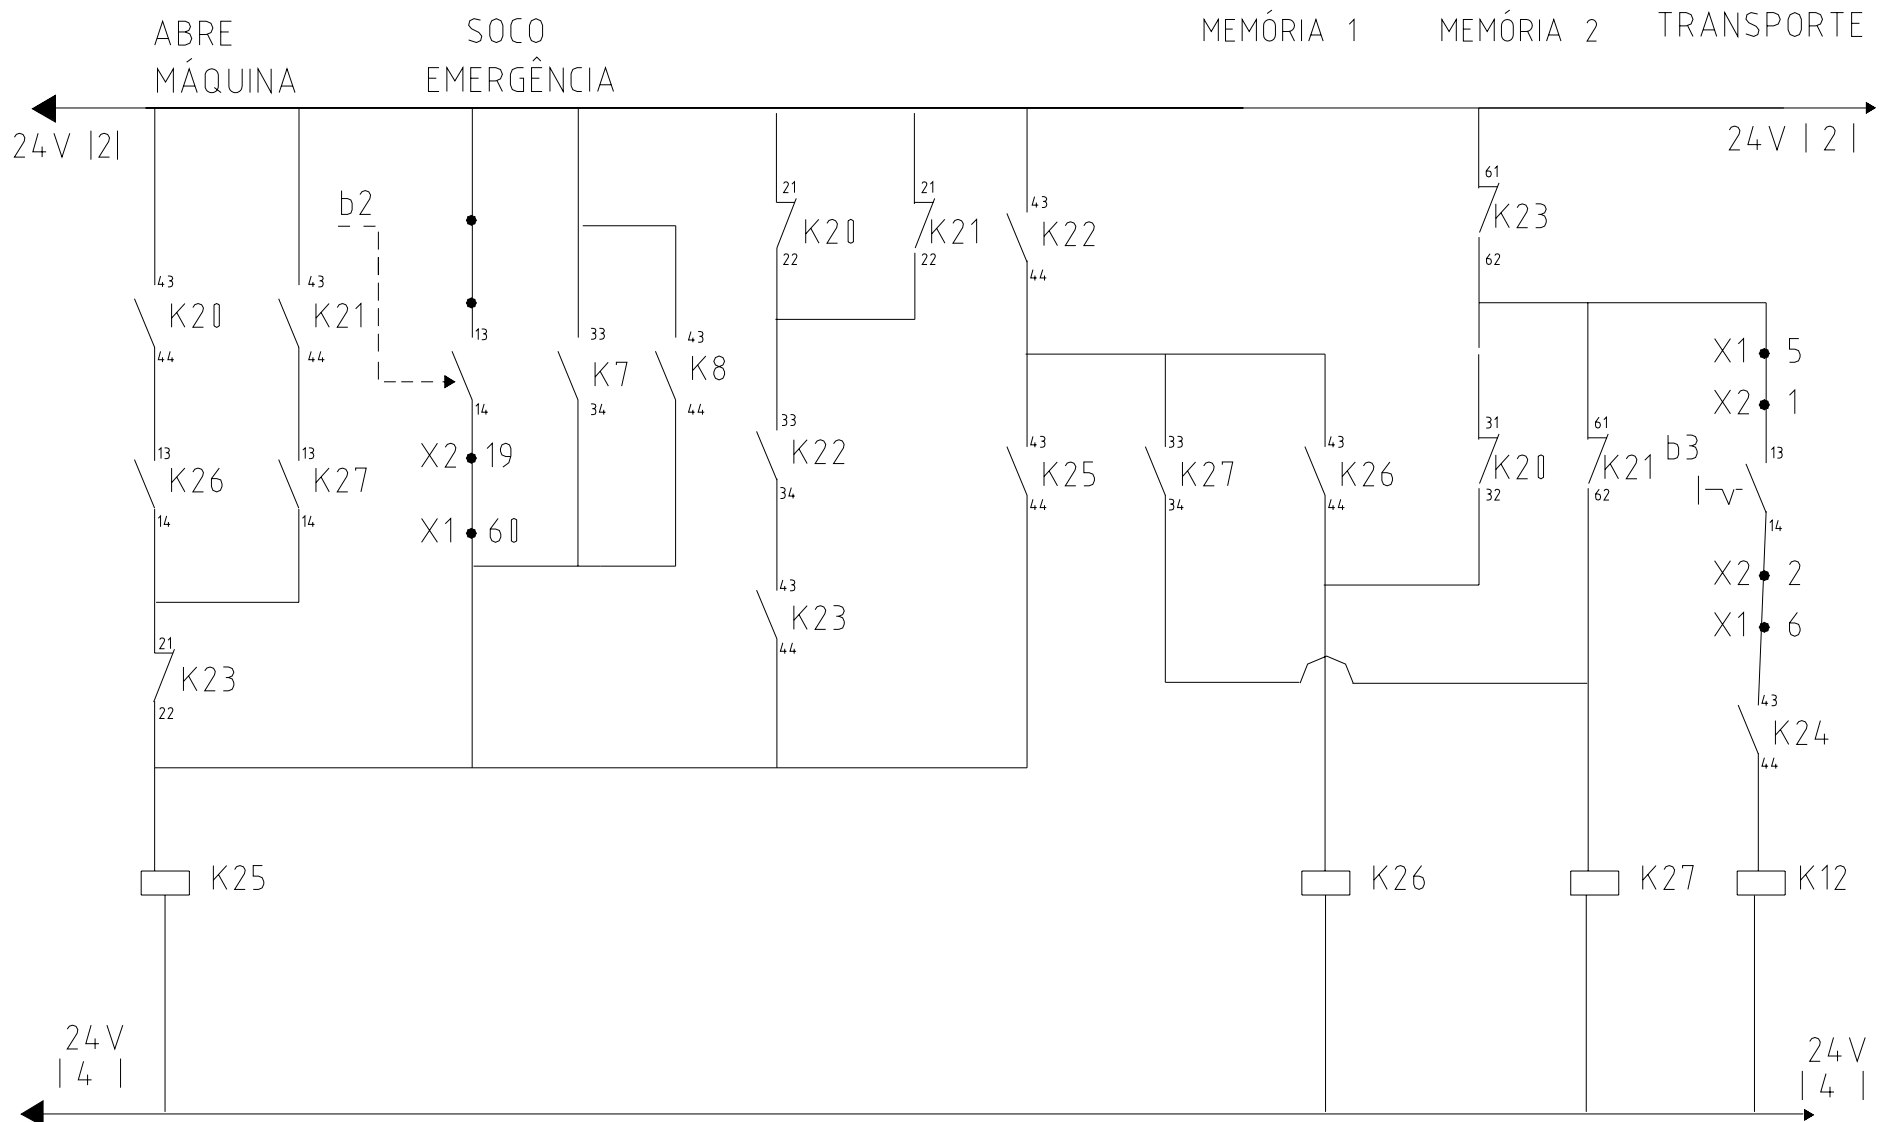 ABRE
MÁQUINA
SOCO
EMERGÊNCIA
MEMÓRIA 1
MEMÓRIA 2
TRANSPORTE
24V |2|
24V | 2 |
43
K20
44
43
K21
44
b2
13
14
33
K7
34
43
K8
44
21
K20
22
21
K21
22
43
K22
44
61
K23
62
X1 5
X2 1
13
K26
14
13
K27
14
X2 19
X1 60
33
K22
34
43
K25
44
33
K27
34
43
K26
44
31
K20
32
61
K21
62
b3
13
14
X2 2
X1 6
21
K23
22
43
K23
44
43
K24
44
K25
K26
K27
K12
24V
| 4 |
24V
| 4 |